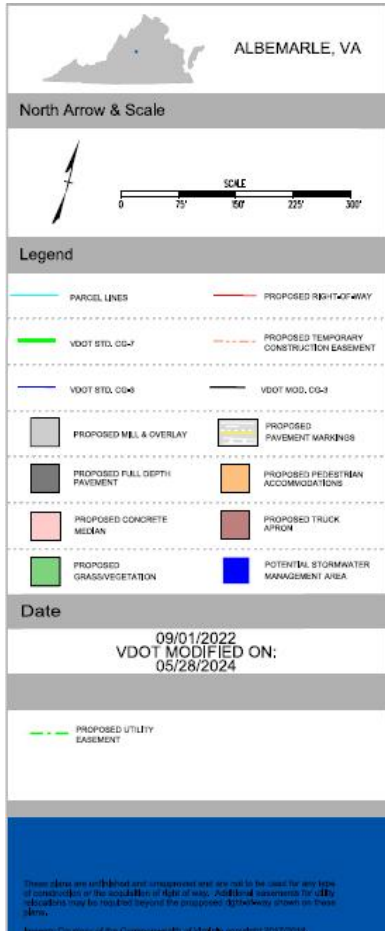 ALBEMARLE, VA
North Arrow & Scale
SCALE
0 75' 150' 225' 300'
Legend
PARCEL LINES
PROPOSED RIGHT-OF-WAY
VDOT STD. CG-7
PROPOSED TEMPORARY
CONSTRUCTION EASEMENT
VDOT STD. CG-6
VDOT MOD. CG-3
PROPOSED MILL & OVERLAY
PROPOSED
PAVEMENT MARKINGS
PROPOSED FULL DEPTH
PAVEMENT
PROPOSED PEDESTRIAN
ACCOMMODATIONS
PROPOSED CONCRETE
MEDIAN
PROPOSED TRUCK
APRON
PROPOSED
GRASS/VEGETATION
POTENTIAL STORMWATER
MANAGEMENT AREA
Date
09/01/2022
VDOT MODIFIED ON:
05/28/2024
PROPOSED UTILITY
EASEMENT
These plans are unfinished and unapproved and are not to be used for any type
of construction or the acquisition of right of way. Additional easements for utility
relocations may be required beyond the proposed right-of-way shown on these
plans.